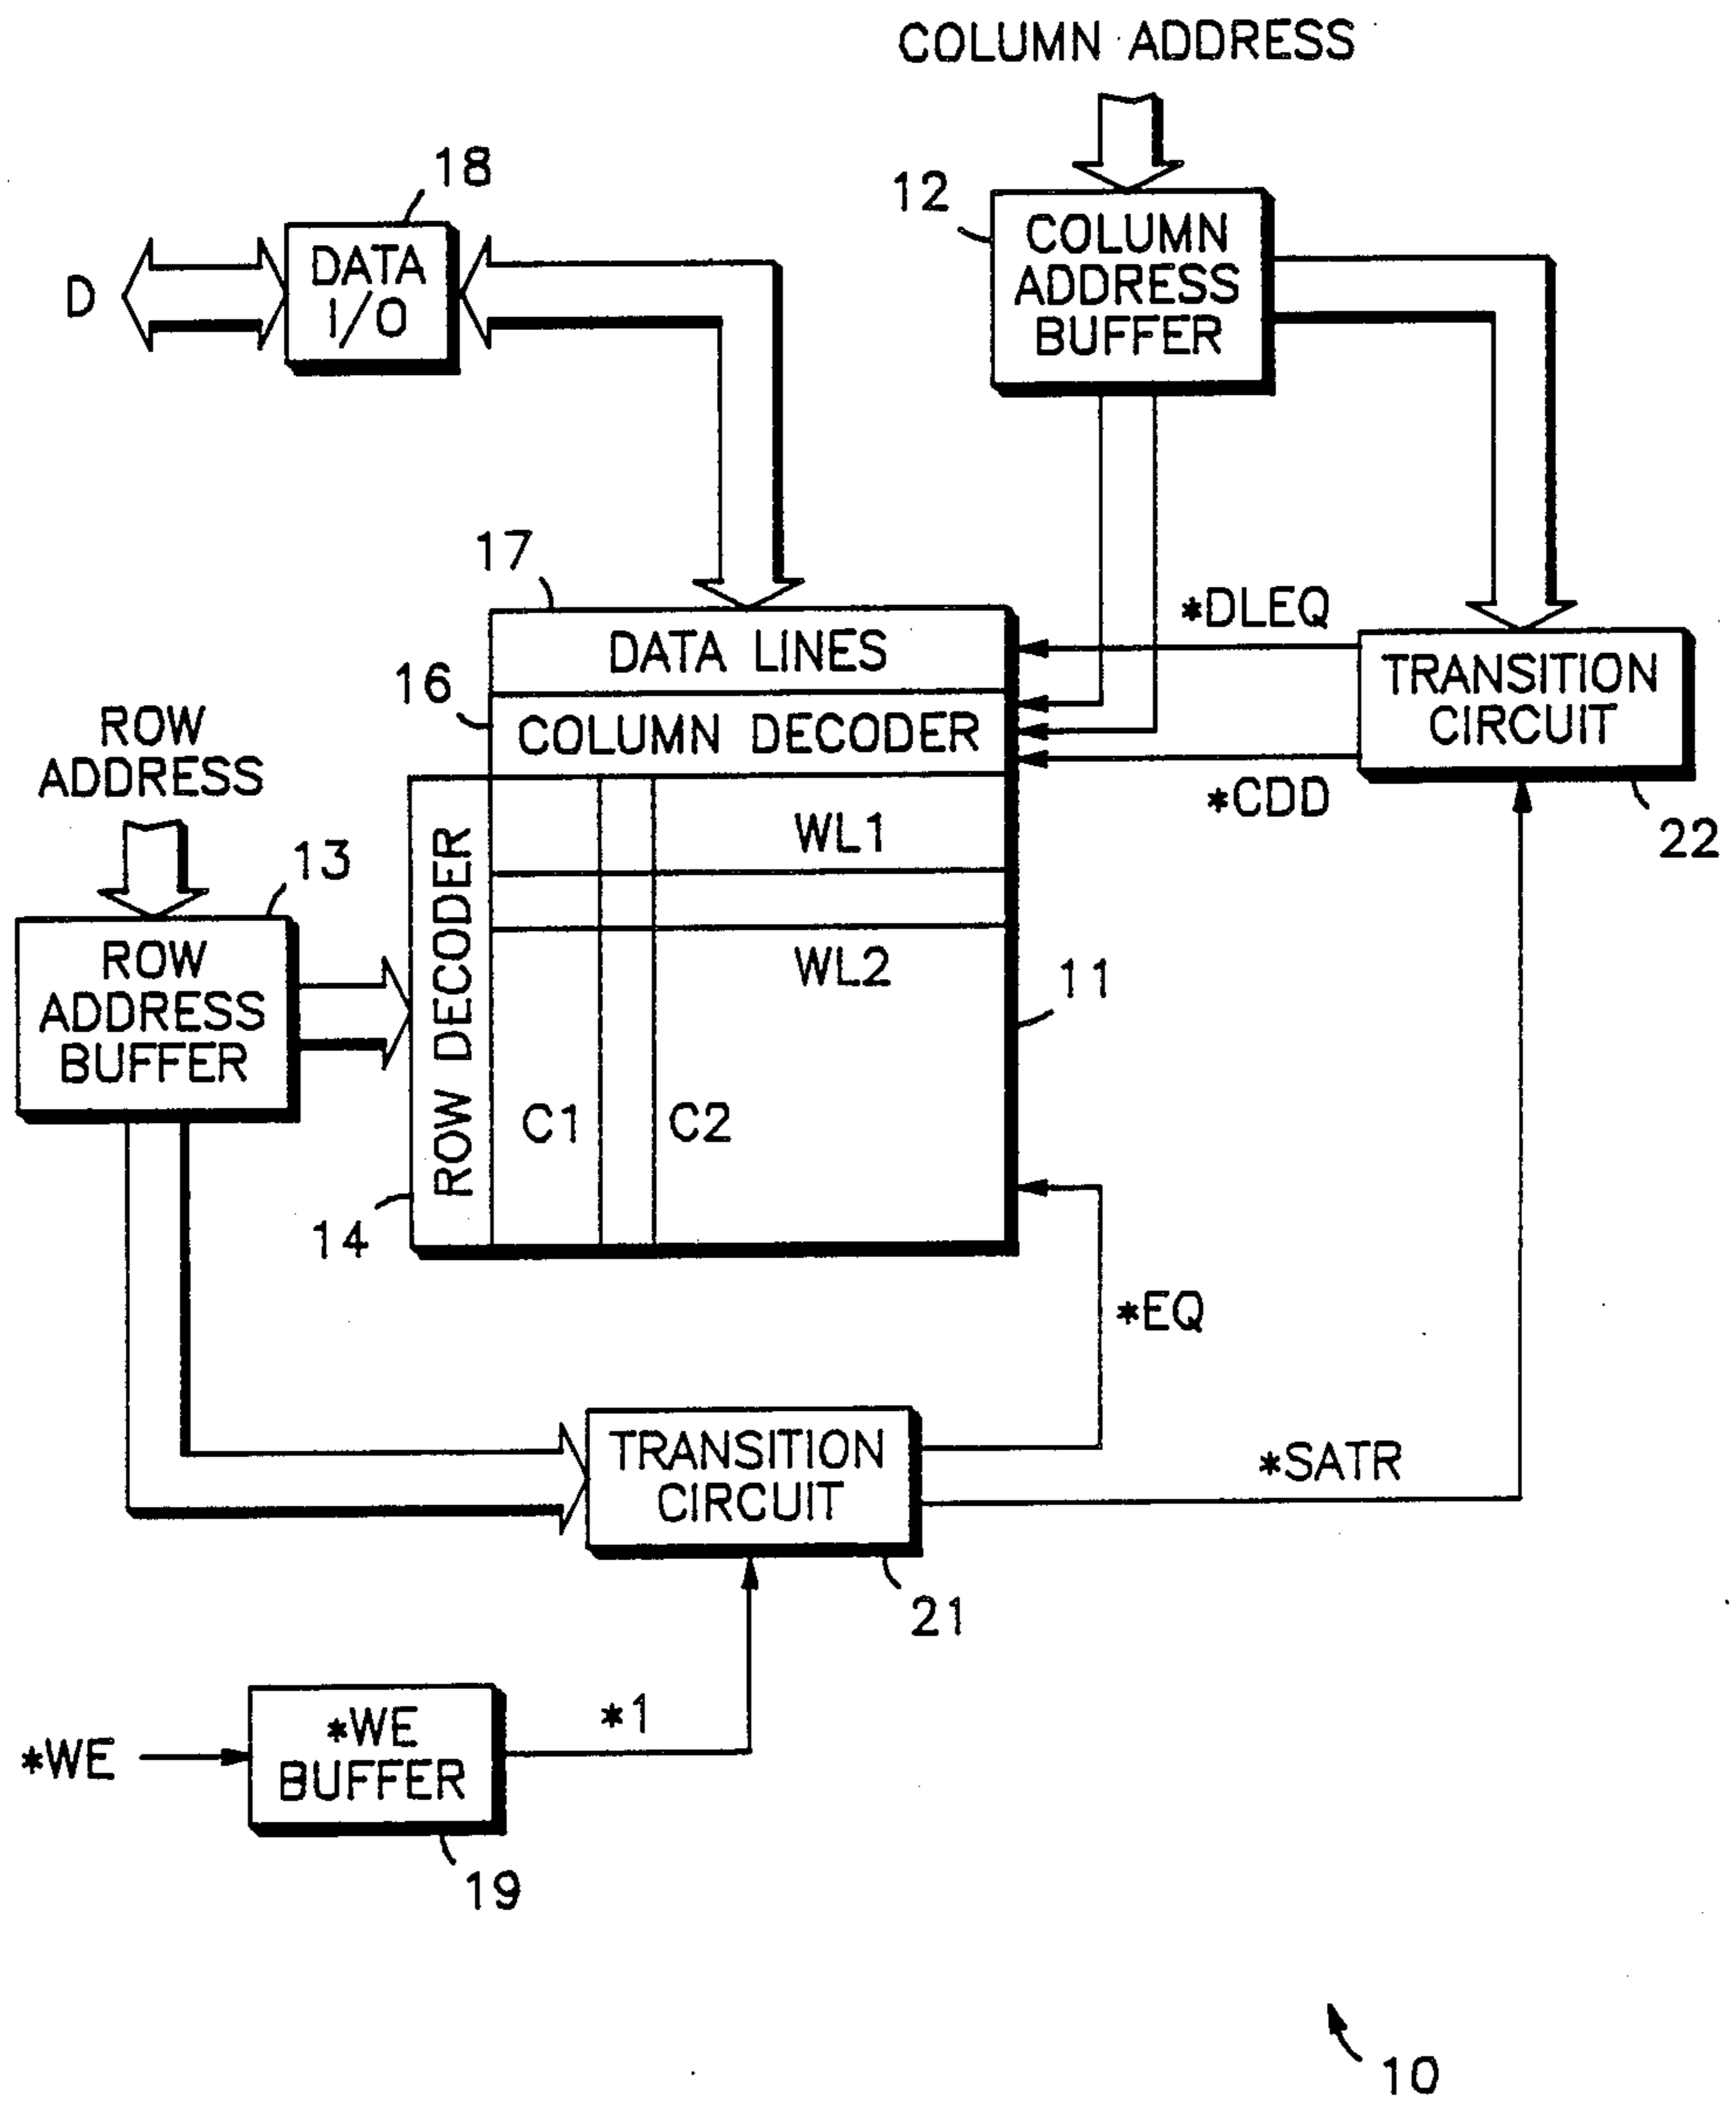 COLUMN ADDRESS
18
12
COLUMN
ADDRESS
BUFFER
DATA
I/O
D
17
*DLEQ
DATA LINES
16
TRANSITION
CIRCUIT
COLUMN DECODER
ROW
ADDRESS
*CDD
22
WL1
13
ROW DECODER
ROW
ADDRESS
BUFFER
WL2
11
C1
C2
14
*EQ
TRANSITION
CIRCUIT
*SATR
21
*1
*WE
*WE
BUFFER
19
10